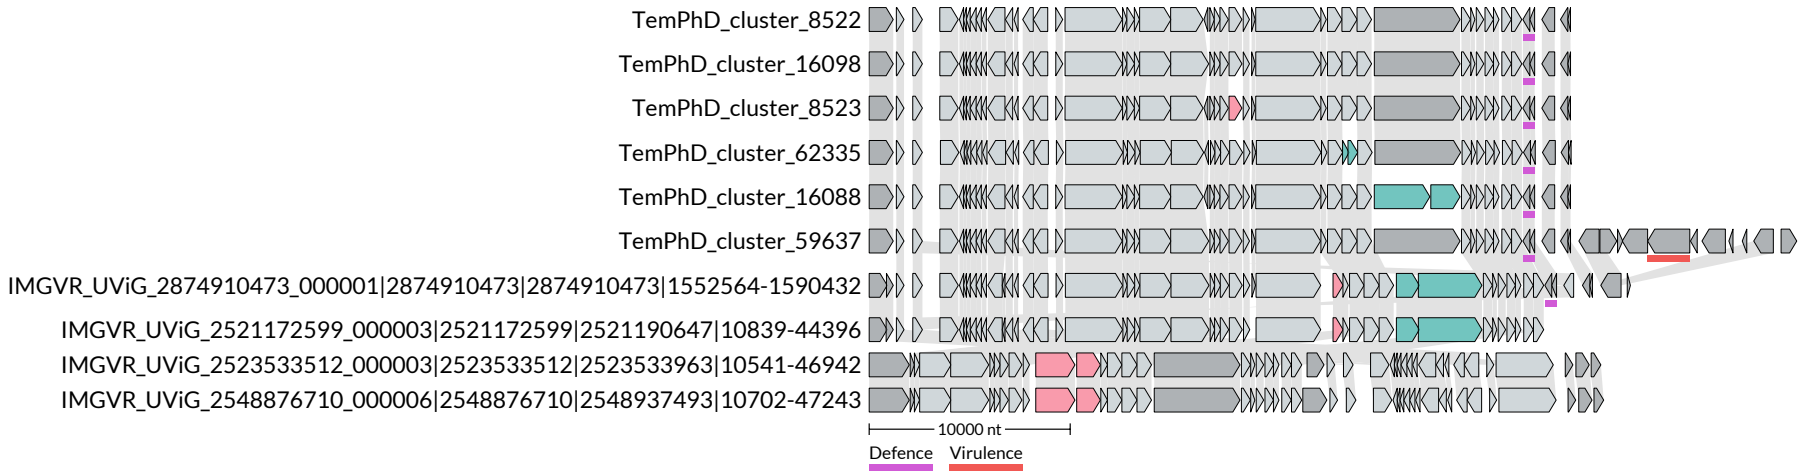 TemPhD_cluster_8522
TemPhD_cluster_16098
TemPhD_cluster_8523
TemPhD_cluster_62335
TemPhD_cluster_16088
TemPhD_cluster_59637
IMGVR_UViG_2874910473_000001|2874910473|2874910473|1552564-1590432
IMGVR_UViG_2521172599_000003|2521172599|2521190647|10839-44396
IMGVR_UViG_2523533512_000003|2523533512|2523533963|10541-46942
IMGVR_UViG_2548876710_000006|2548876710|2548937493|10702-47243
10000 nt
Defence Virulence